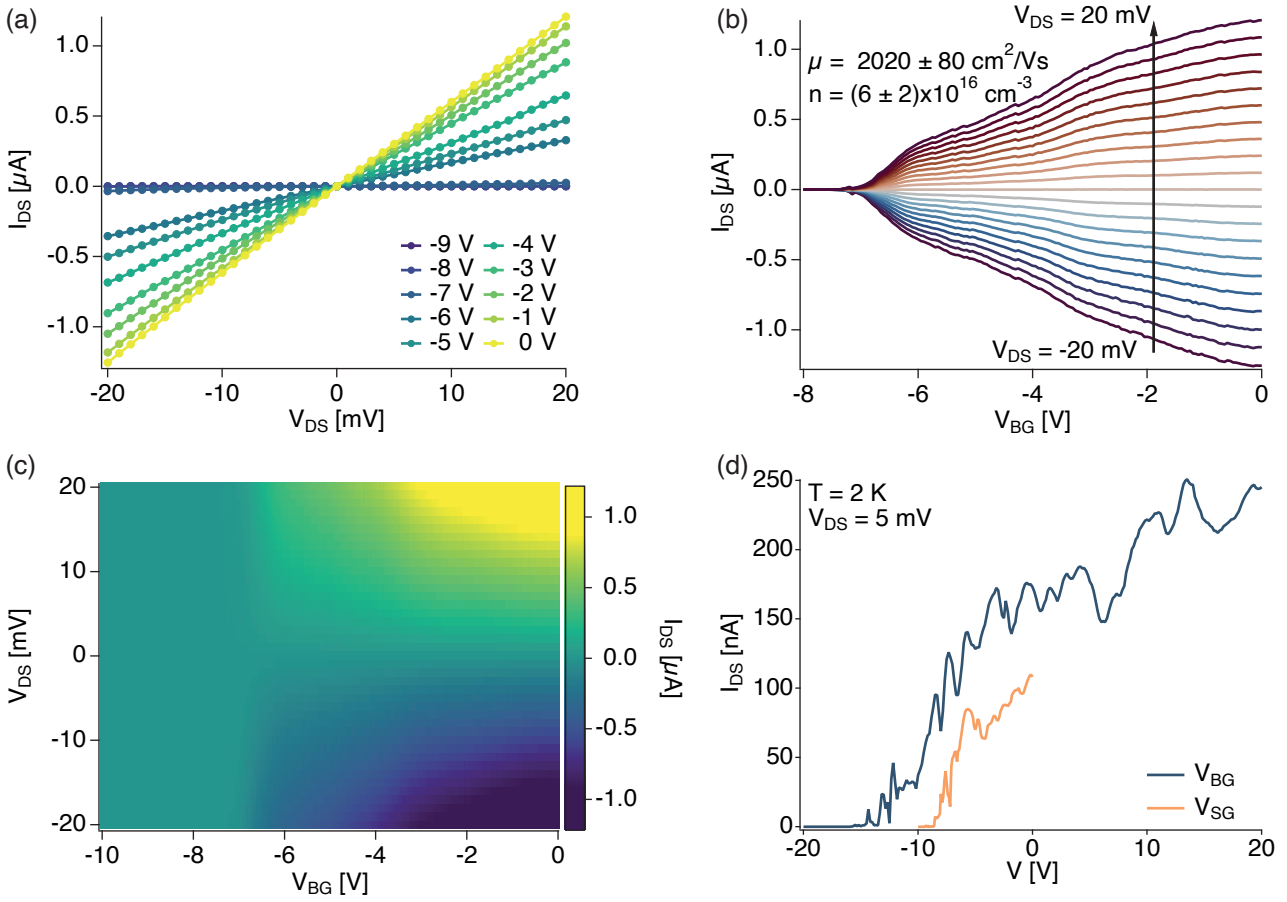 (a)
1.0
0.5
0.0
-0.5
-1.0
I_DS [µA]
-20
-10
0
10
20
V_DS [mV]
-9 V
-4 V
-8 V
-3 V
-7 V
-2 V
-6 V
-1 V
-5 V
0 V
(b)
V_DS = 20 mV
µ = 2020 ± 80 cm²/Vs
n = (6 ± 2)x10¹⁶ cm⁻³
V_DS = -20 mV
1.0
0.5
0.0
-0.5
-1.0
I_DS [µA]
-8
-6
-4
-2
0
V_BG [V]
(c)
20
10
0
-10
-20
V_DS [mV]
-10
-8
-6
-4
-2
0
V_BG [V]
1.0
0.5
0.0
-0.5
-1.0
I_DS [µA]
(d)
T = 2 K
V_DS = 5 mV
250
200
150
100
50
0
I_DS [nA]
-20
-10
0
10
20
V [V]
V_BG
V_SG